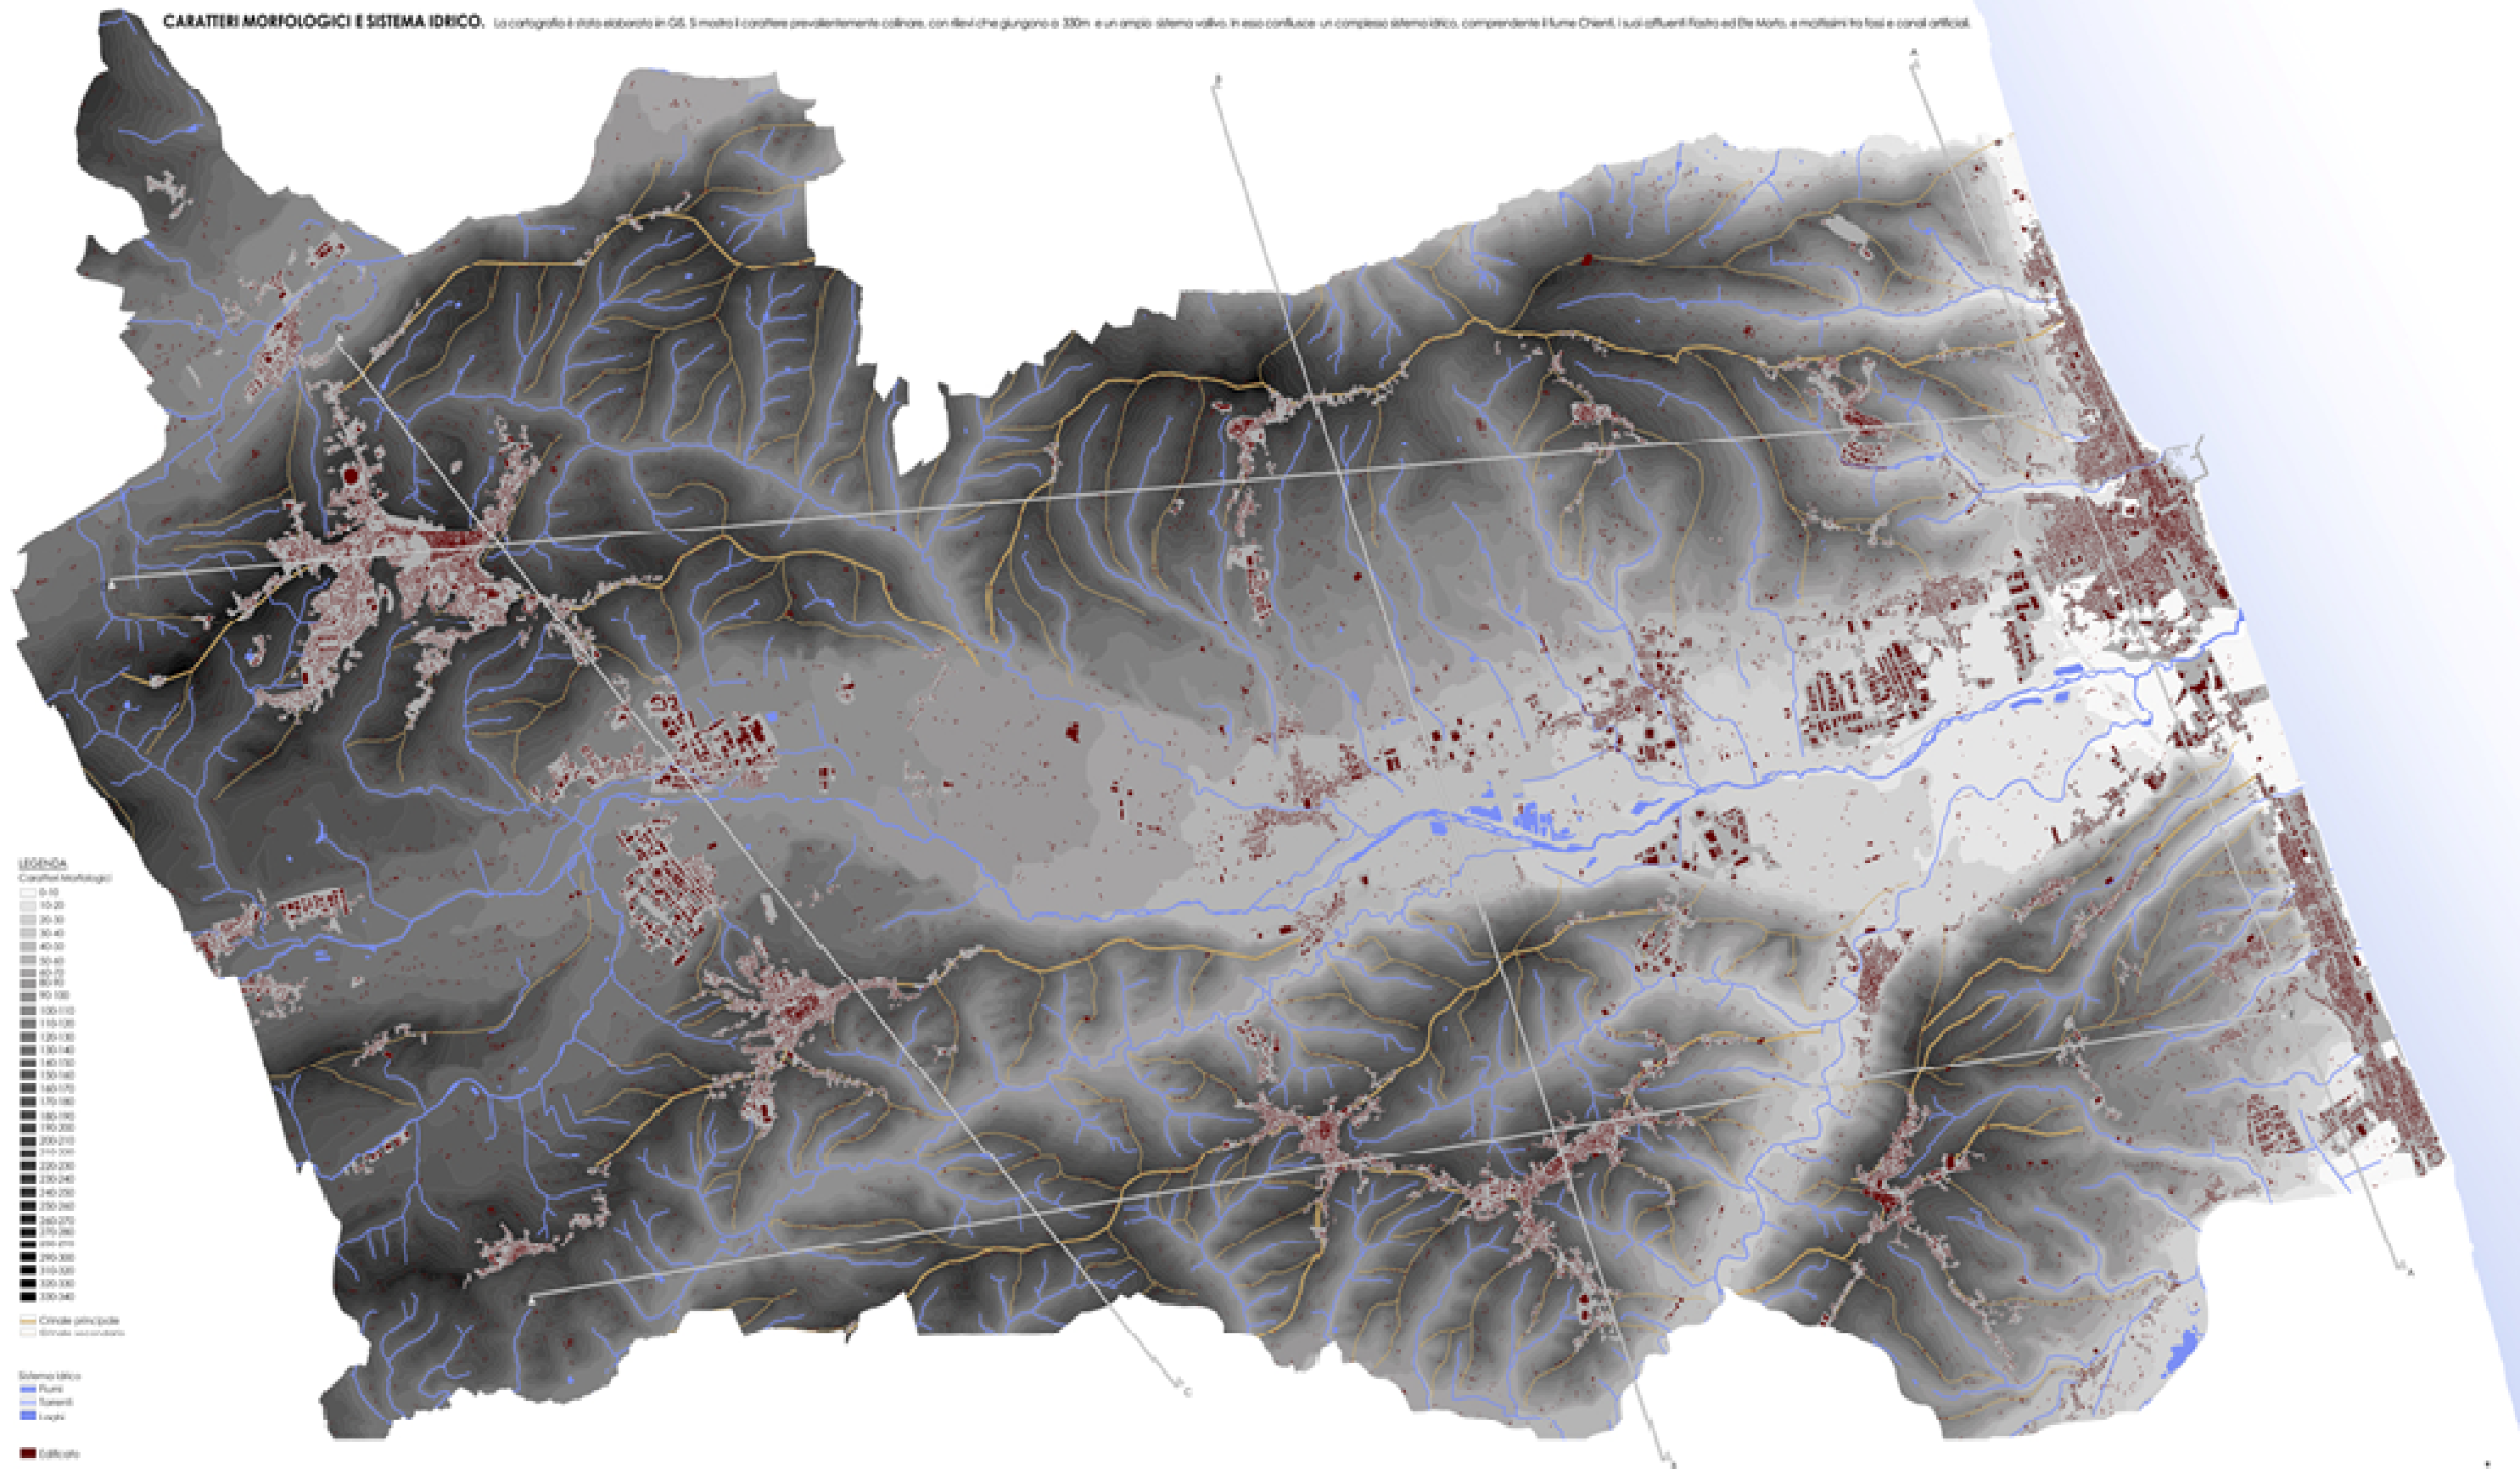 CARATTERI MORFOLOGICI E SISTEMA IDRICO. La cartografia è stata elaborata in GIS. Si mostra il carattere prevalentemente collinare, con rilievi che giungono a 330m e un ampio sistema vallivo. In esso confluisce un complesso sistema idrico, comprendente il fiume Chienti, i suoi affluenti Fiastra ed Ete Morto, e moltissimi tra fossi e canali artificiali.
A
B
LEGENDA
Caratteri Morfologici
0-10
10-20
20-30
30-40
40-50
50-60
60-70
80-90
90-100
100-110
110-120
120-130
130-140
140-150
150-160
160-170
170-180
180-190
190-200
200-210
210-220
220-230
230-240
240-250
250-260
260-270
270-280
290-300
310-320
320-330
330-340
Crinale principale
Crinale secondario
Sistema Idrico
Fiumi
Torrenti
Laghi
Edificato
A
C
B